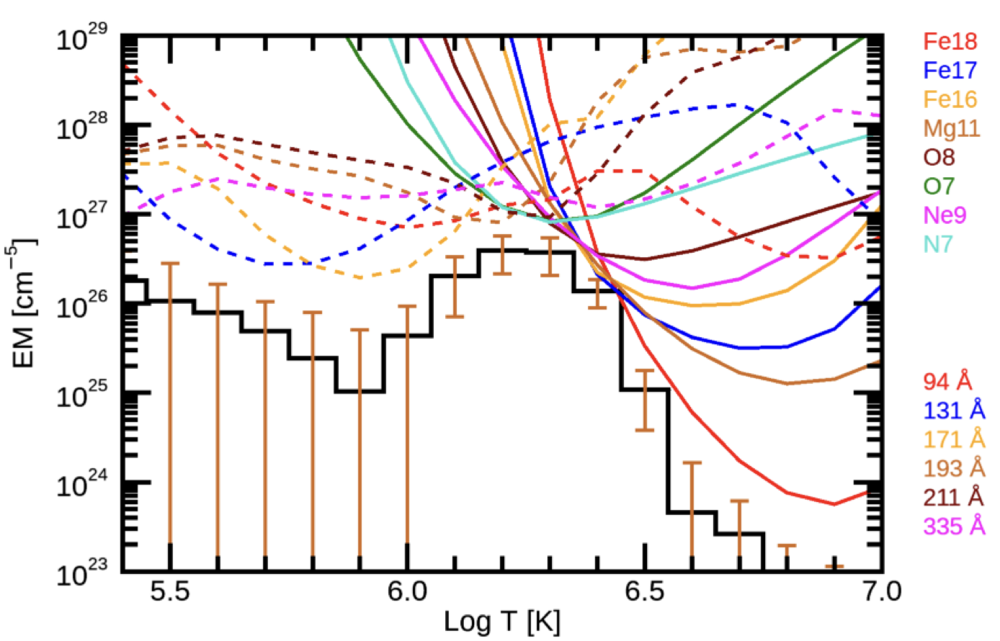 10^29
10^28
10^27
10^26
10^25
10^24
10^23
EM [cm^−5]
5.5 6.0 6.5 7.0
Log T [K]
Fe18
Fe17
Fe16
Mg11
O8
O7
Ne9
N7
94 Å
131 Å
171 Å
193 Å
211 Å
335 Å